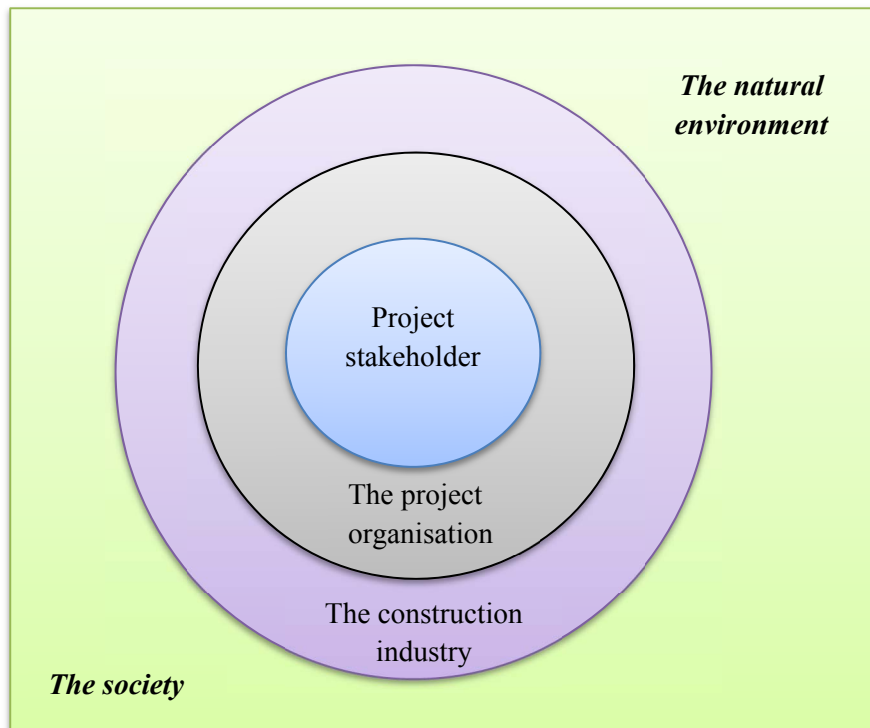 The natural
environment
Project
stakeholder
The project
organisation
The construction
industry
The society